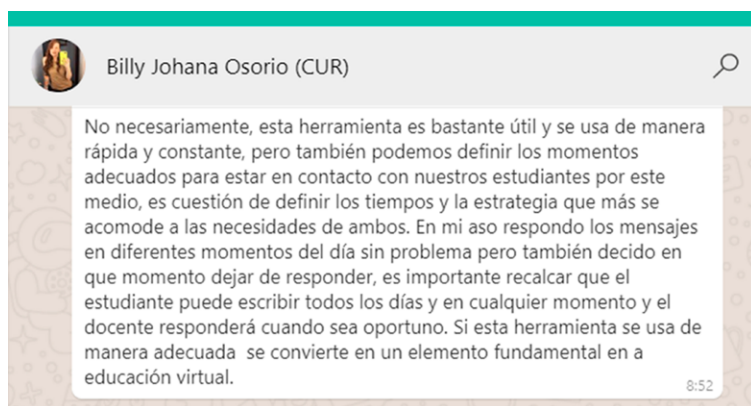 Billy Johana Osorio (CUR)
No necesariamente, esta herramienta es bastante útil y se usa de manera
rápida y constante, pero también podemos definir los momentos
adecuados para estar en contacto con nuestros estudiantes por este
medio, es cuestión de definir los tiempos y la estrategia que más se
acomode a las necesidades de ambos. En mi aso respondo los mensajes
en diferentes momentos del día sin problema pero también decido en
que momento dejar de responder, es importante recalcar que el
estudiante puede escribir todos los días y en cualquier momento y el
docente responderá cuando sea oportuno. Si esta herramienta se usa de
manera adecuada  se convierte en un elemento fundamental en a
educación virtual.
8:52